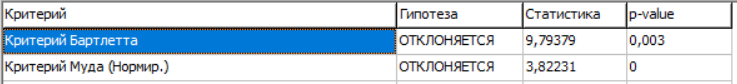 Критерий Гипотеза Статистика p-value
Критерий Бартлетта ОТКЛОНЯЕТСЯ 9,79379 0,003
Критерий Муда (Нормир.) ОТКЛОНЯЕТСЯ 3,82231 0